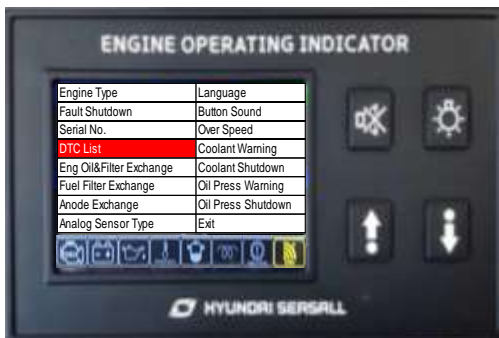 ENGINE OPERATING INDICATOR
Engine Type Language
Fault Shutdown Button Sound
Serial No. Over Speed
DTC List Coolant Warning
Eng Oil&Filter Exchange Coolant Shutdown
Fuel Filter Exchange Oil Press Warning
Anode Exchange Oil Press Shutdown
Analog Sensor Type Exit
HYUNDAI SEASALL